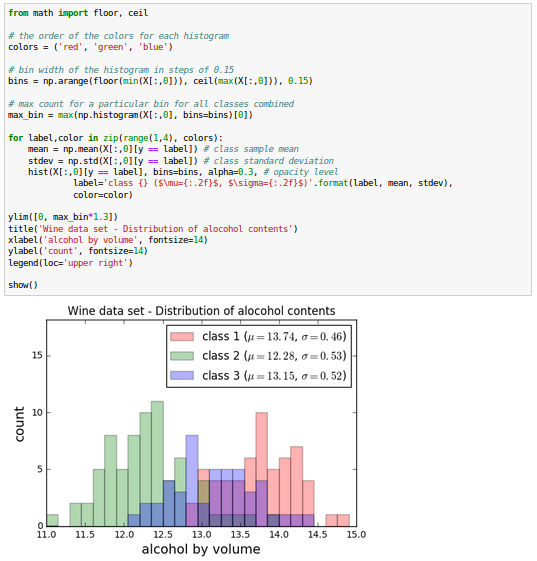 from math import floor, ceil
# the order of the colors for each histogram
colors = ('red', 'green', 'blue')
# bin width of the histogram in steps of 0.15
bins = np.arange(floor(min(X[:,0])), ceil(max(X[:,0])), 0.15)
# max count for a particular bin for all classes combined
max_bin = max(np.histogram(X[:,0], bins=bins)[0])
for label,color in zip(range(1,4), colors):
    mean = np.mean(X[:,0][y == label]) # class sample mean
    stdev = np.std(X[:,0][y == label]) # class standard deviation
    hist(X[:,0][y == label], bins=bins, alpha=0.3, # opacity level
             label='class {} ($\mu={:.2f}$, $\sigma={:.2f}$)'.format(label, mean, stdev),
             color=color)
ylim([0, max_bin*1.3])
title('Wine data set - Distribution of alocohol contents')
xlabel('alcohol by volume', fontsize=14)
ylabel('count', fontsize=14)
legend(loc='upper right')
show()
Wine data set - Distribution of alocohol contents
class 1 (μ=13.74, σ=0.46)
class 2 (μ=12.28, σ=0.53)
class 3 (μ=13.15, σ=0.52)
15
10
5
0
count
11.0 11.5 12.0 12.5 13.0 13.5 14.0 14.5 15.0
alcohol by volume